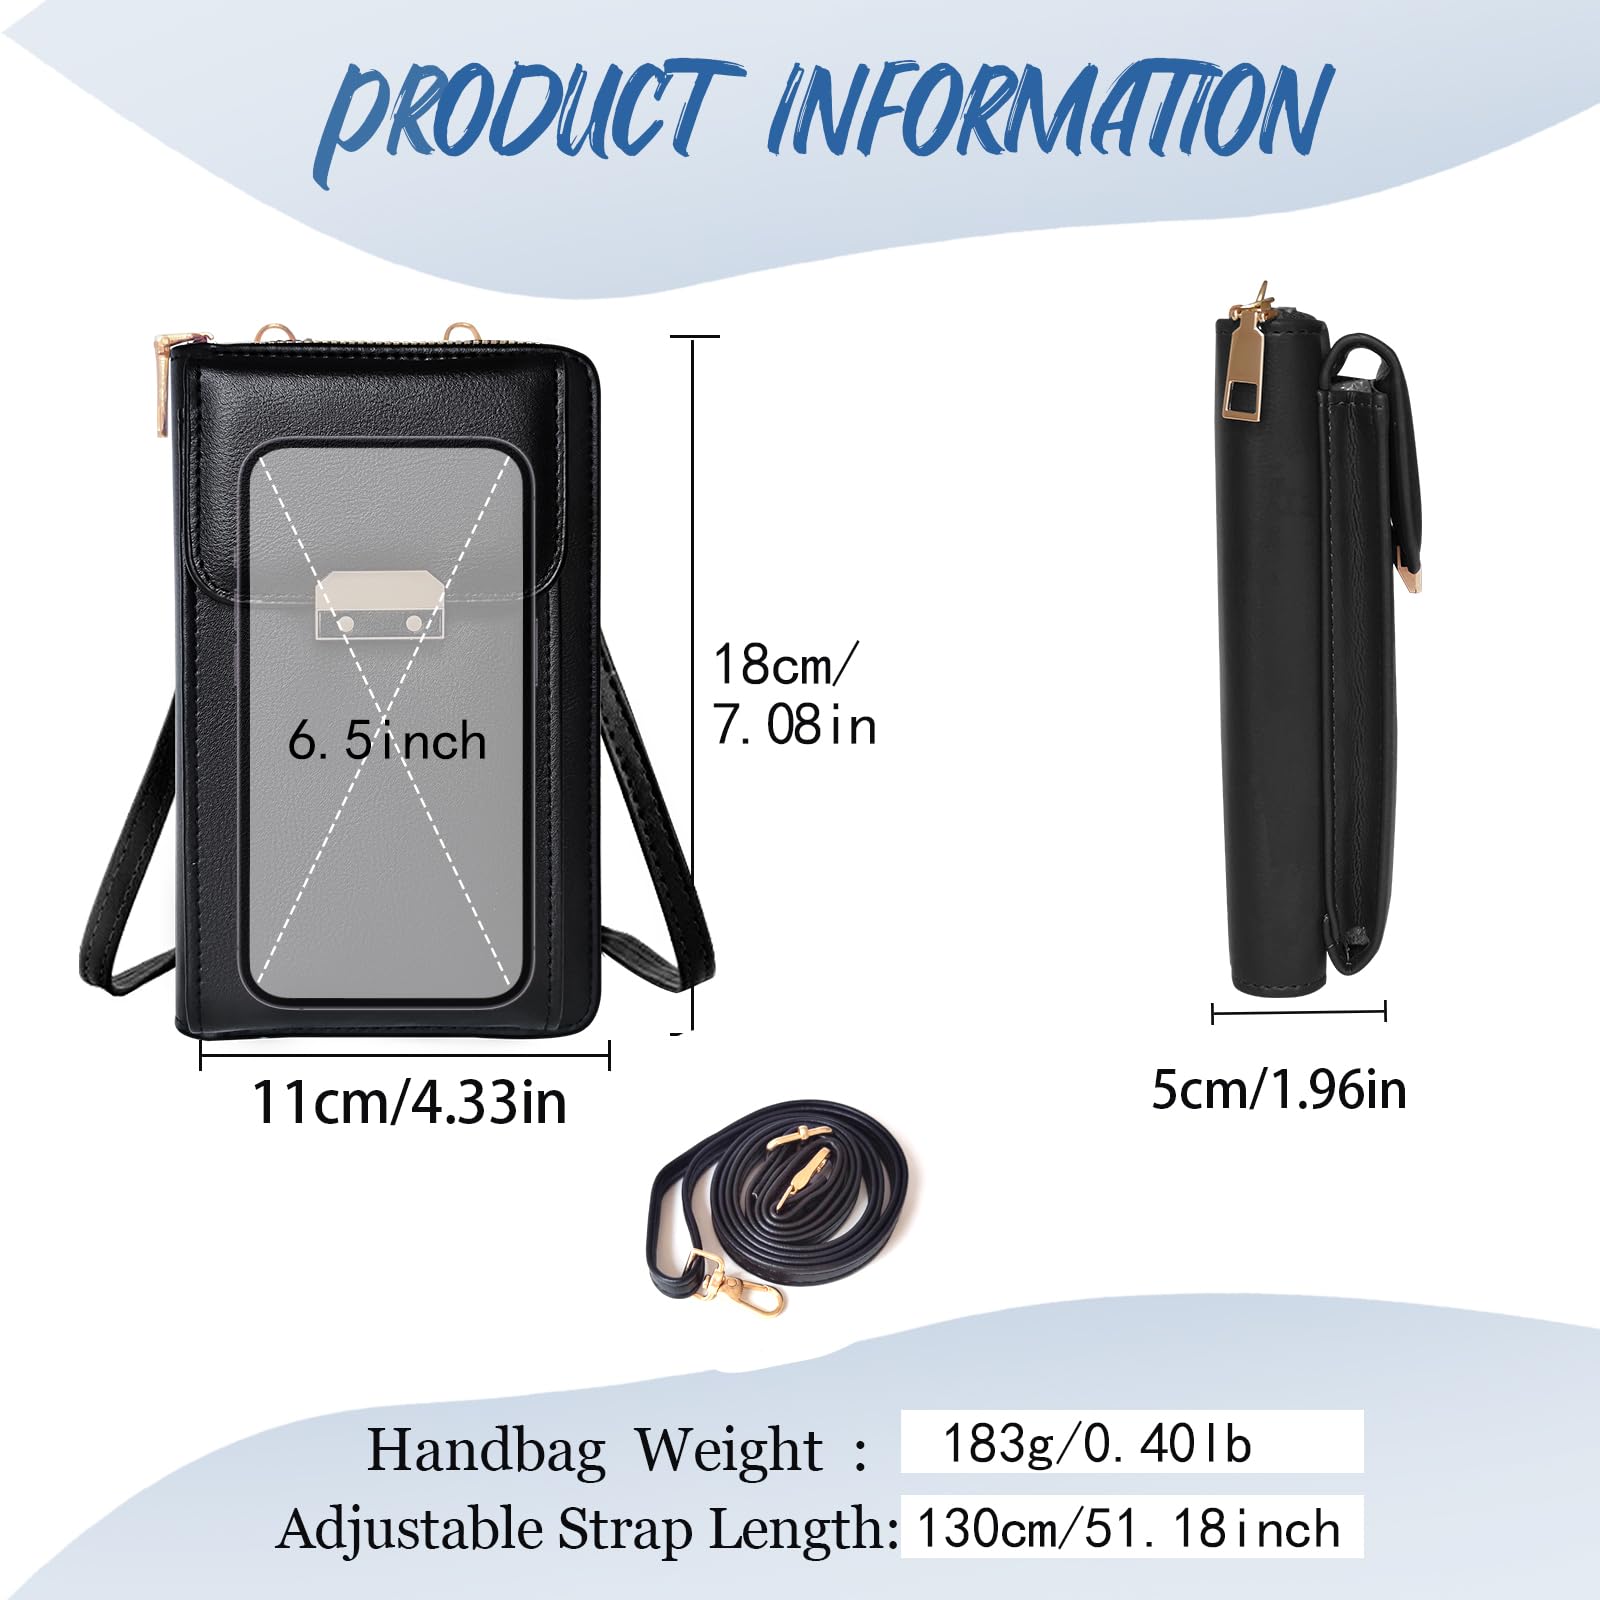 PRODUCT INFORMATION
18cm/
7.08in
6.5inch
11cm/4.33in
5cm/1.96in
Handbag Weight : 183g/0.40lb
Adjustable Strap Length: 130cm/51.18inch